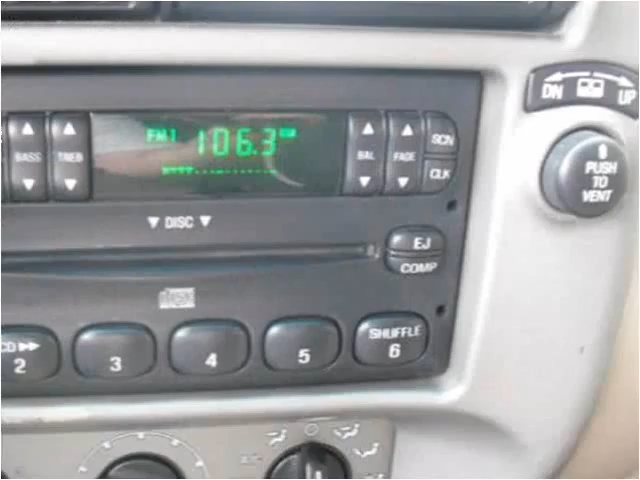 DN UP
FM1 106.3
BASS TREB BAL FADE SCN
CLK
PUSH
TO
VENT
▼ DISC ▼
EJ
COMP
CD ▶▶
2 3 4 5
SHUFFLE
6